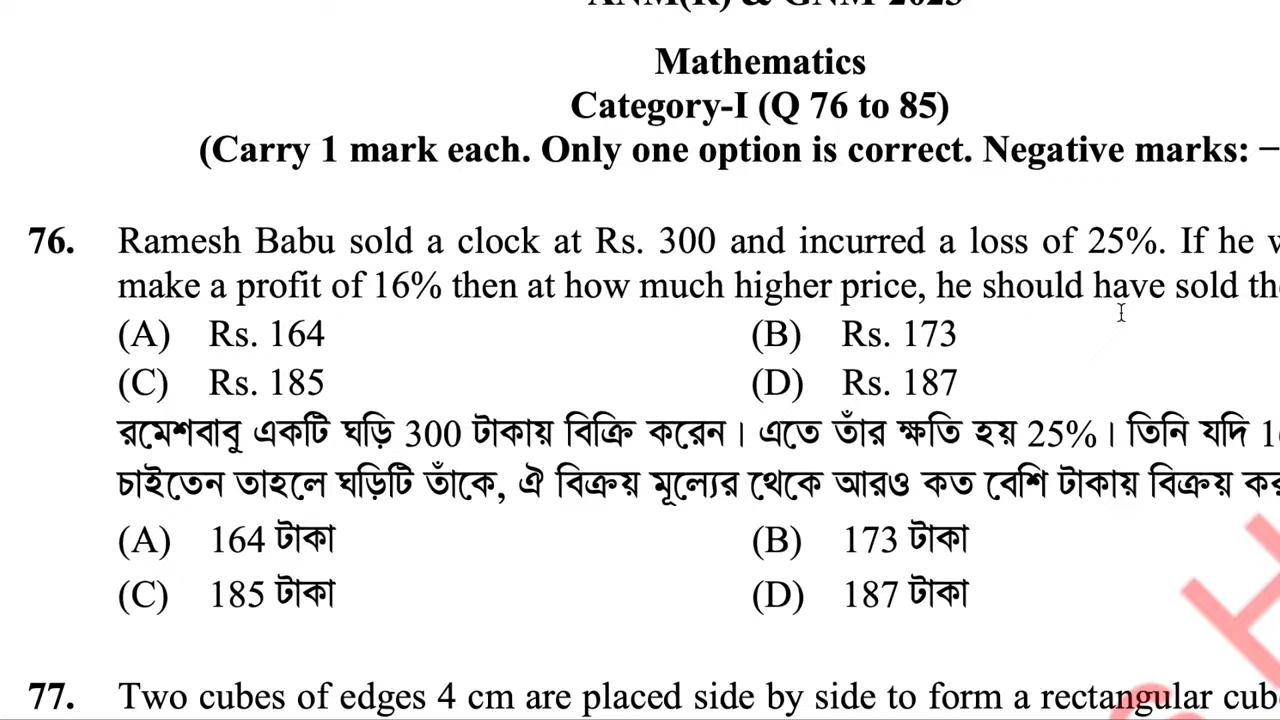 ANM(R) & GNM 2025
Mathematics
Category-I (Q 76 to 85)
(Carry 1 mark each. Only one option is correct. Negative marks: –
76. Ramesh Babu sold a clock at Rs. 300 and incurred a loss of 25%. If he
make a profit of 16% then at how much higher price, he should have sold
(A) Rs. 164 (B) Rs. 173
(C) Rs. 185 (D) Rs. 187
রমেশবাবু একটি ঘড়ি 300 টাকায় বিক্রি করেন। এতে তাঁর ক্ষতি হয় 25%। তিনি যদি
চাইতেন তাহলে ঘড়িটি তাঁকে, ঐ বিক্রয় মূল্যের থেকে আরও কত বেশি টাকায় বিক্রয়
(A) 164 টাকা (B) 173 টাকা
(C) 185 টাকা (D) 187 টাকা
77. Two cubes of edges 4 cm are placed side by side to form a rectangular